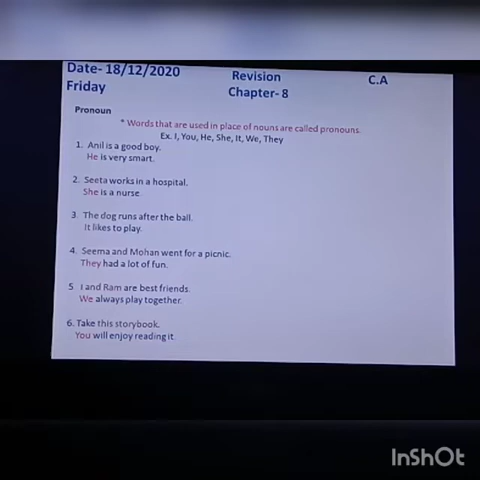 Date- 18/12/2020
Friday
Revision
Chapter- 8
C.A
Pronoun
* Words that are used in place of nouns are called pronouns.
Ex. I, You, He, She, It, We, They
1. Anil is a good boy.
He is very smart.
2. Seeta works in a hospital.
She is a nurse
3. The dog runs after the ball.
It likes to play.
4. Seema and Mohan went for a picnic.
They had a lot of fun.
5 I and Ram are best friends.
We always play together.
6. Take this storybook.
You will enjoy reading it
InShOt